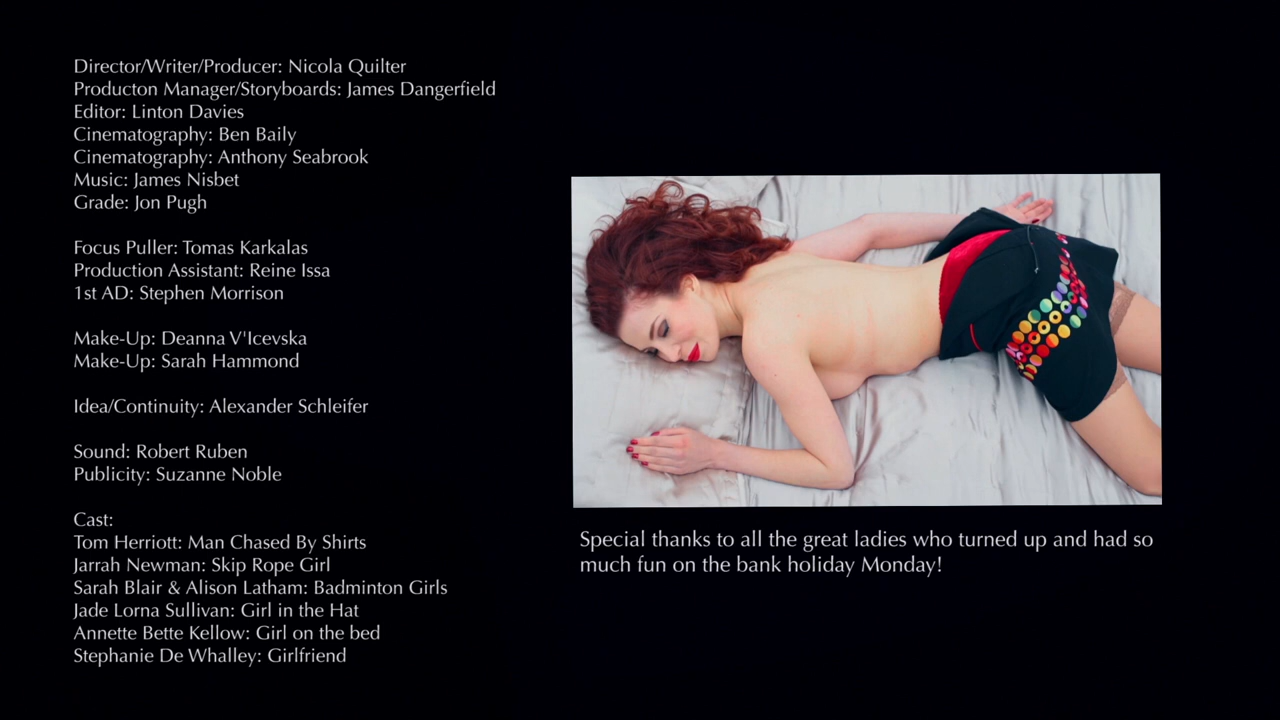 Director/Writer/Producer: Nicola Quilter
Producton Manager/Storyboards: James Dangerfield
Editor: Linton Davies
Cinematography: Ben Baily
Cinematography: Anthony Seabrook
Music: James Nisbet
Grade: Jon Pugh
Focus Puller: Tomas Karkalas
Production Assistant: Reine Issa
1st AD: Stephen Morrison
Make-Up: Deanna V'Icevska
Make-Up: Sarah Hammond
Idea/Continuity: Alexander Schleifer
Sound: Robert Ruben
Publicity: Suzanne Noble
Cast:
Tom Herriott: Man Chased By Shirts
Jarrah Newman: Skip Rope Girl
Sarah Blair & Alison Latham: Badminton Girls
Jade Lorna Sullivan: Girl in the Hat
Annette Bette Kellow: Girl on the bed
Stephanie De Whalley: Girlfriend
Special thanks to all the great ladies who turned up and had so
much fun on the bank holiday Monday!